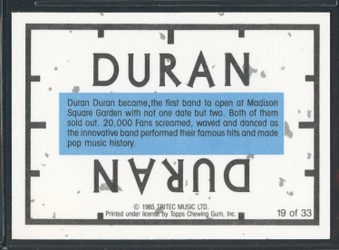 DURAN
Duran Duran became, the first band to open at Madison
Square Garden with not one date but two. Both of them
sold out. 20,000 Fans screamed, waved and danced as
the innovative band performed their famous hits and made
pop music history.
DURAN
© 1985 TRITEC MUSIC LTD.
Printed under license by Topps Chewing Gum, Inc.
19 of 33